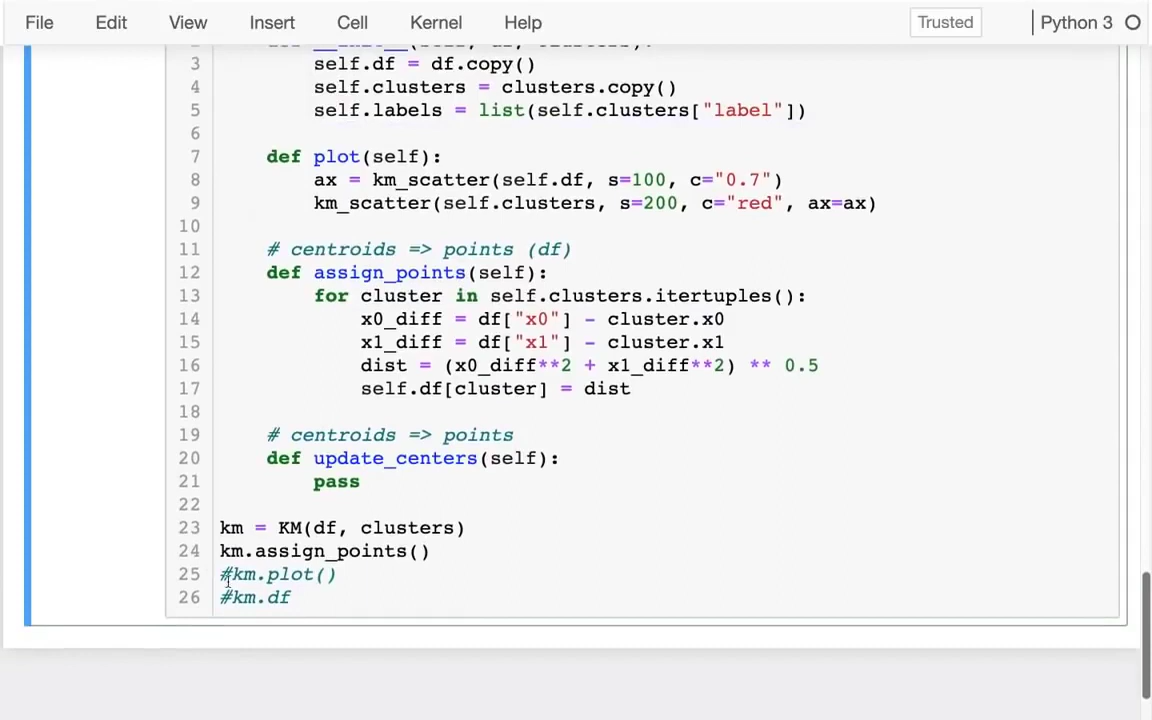 File Edit View Insert Cell Kernel Help Trusted Python 3
3 self.df = df.copy()
4 self.clusters = clusters.copy()
5 self.labels = list(self.clusters["label"])
6
7 def plot(self):
8 ax = km_scatter(self.df, s=100, c="0.7")
9 km_scatter(self.clusters, s=200, c="red", ax=ax)
10
11 # centroids => points (df)
12 def assign_points(self):
13 for cluster in self.clusters.itertuples():
14 x0_diff = df["x0"] - cluster.x0
15 x1_diff = df["x1"] - cluster.x1
16 dist = (x0_diff**2 + x1_diff**2) ** 0.5
17 self.df[cluster] = dist
18
19 # centroids => points
20 def update_centers(self):
21 pass
22
23 km = KM(df, clusters)
24 km.assign_points()
25 #km.plot()
26 #km.df